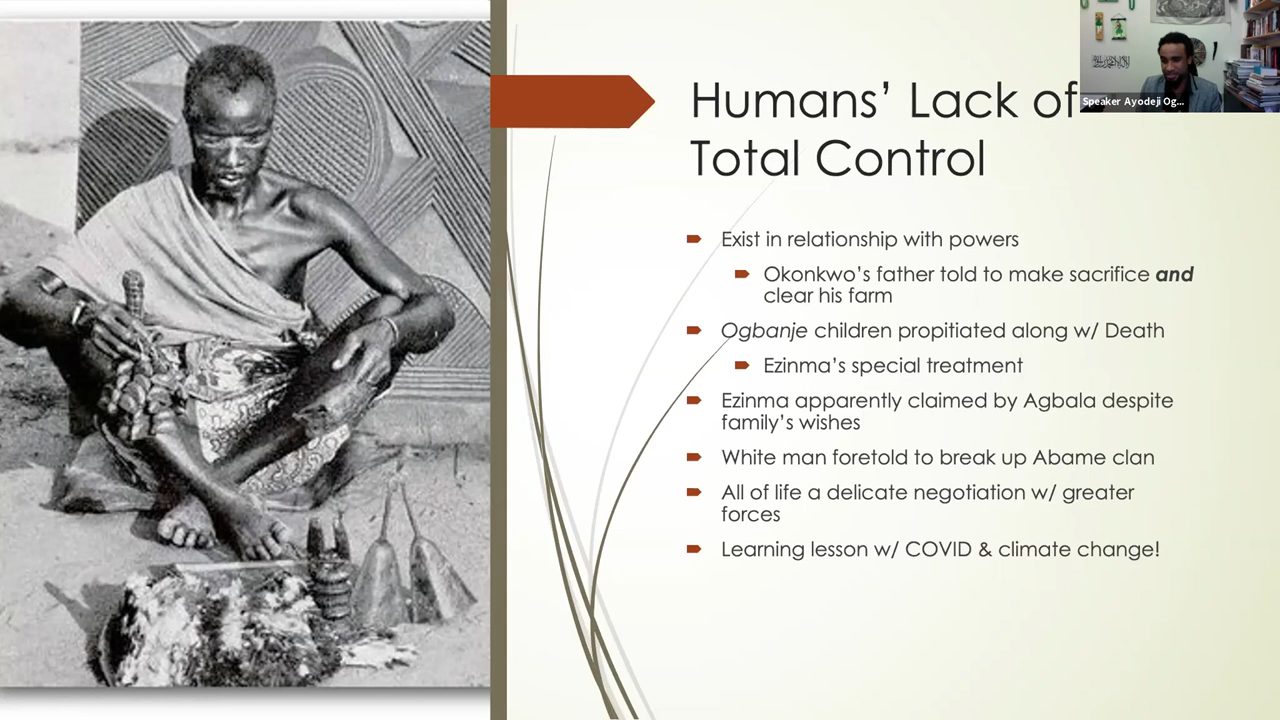 Humans' Lack of
Total Control
Speaker Ayodeji Og...
Exist in relationship with powers
Okonkwo's father told to make sacrifice and
clear his farm
Ogbanje children propitiated along w/ Death
Ezinma's special treatment
Ezinma apparently claimed by Agbala despite
family's wishes
White man foretold to break up Abame clan
All of life a delicate negotiation w/ greater
forces
Learning lesson w/ COVID & climate change!